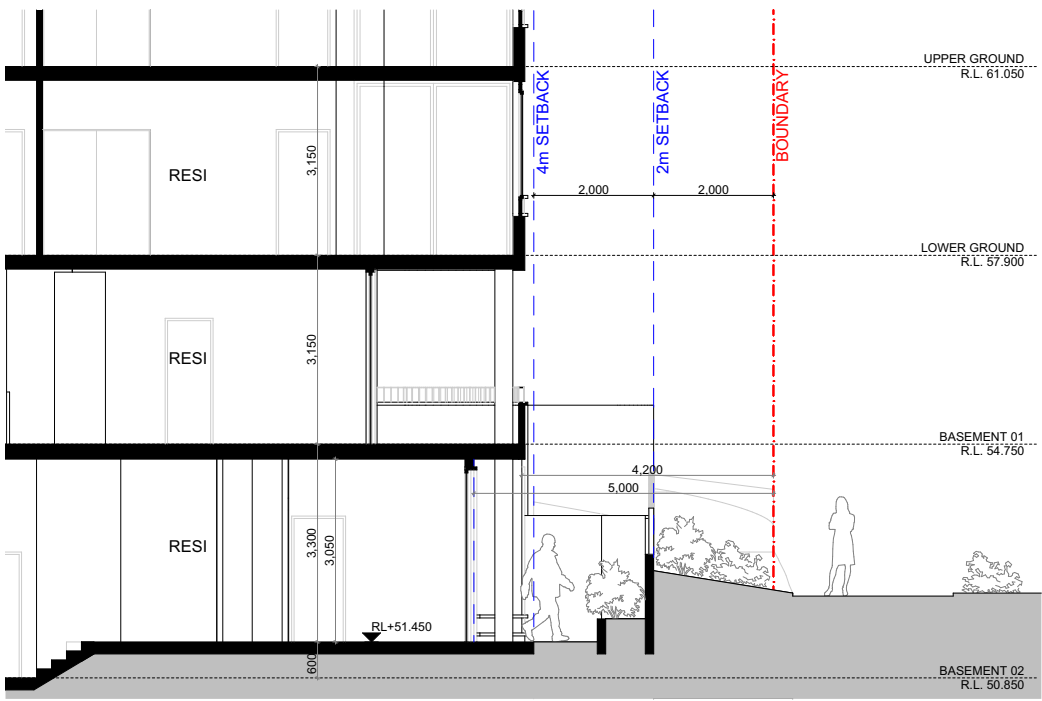 UPPER GROUND
R.L. 61.050
4m SETBACK
2m SETBACK
BOUNDARY
3,150
RESI
2,000
2,000
LOWER GROUND
R.L. 57.900
3,150
RESI
BASEMENT 01
R.L. 54.750
4,200
5,000
RESI
3,300
3,050
RL+51.450
600
BASEMENT 02
R.L. 50.850